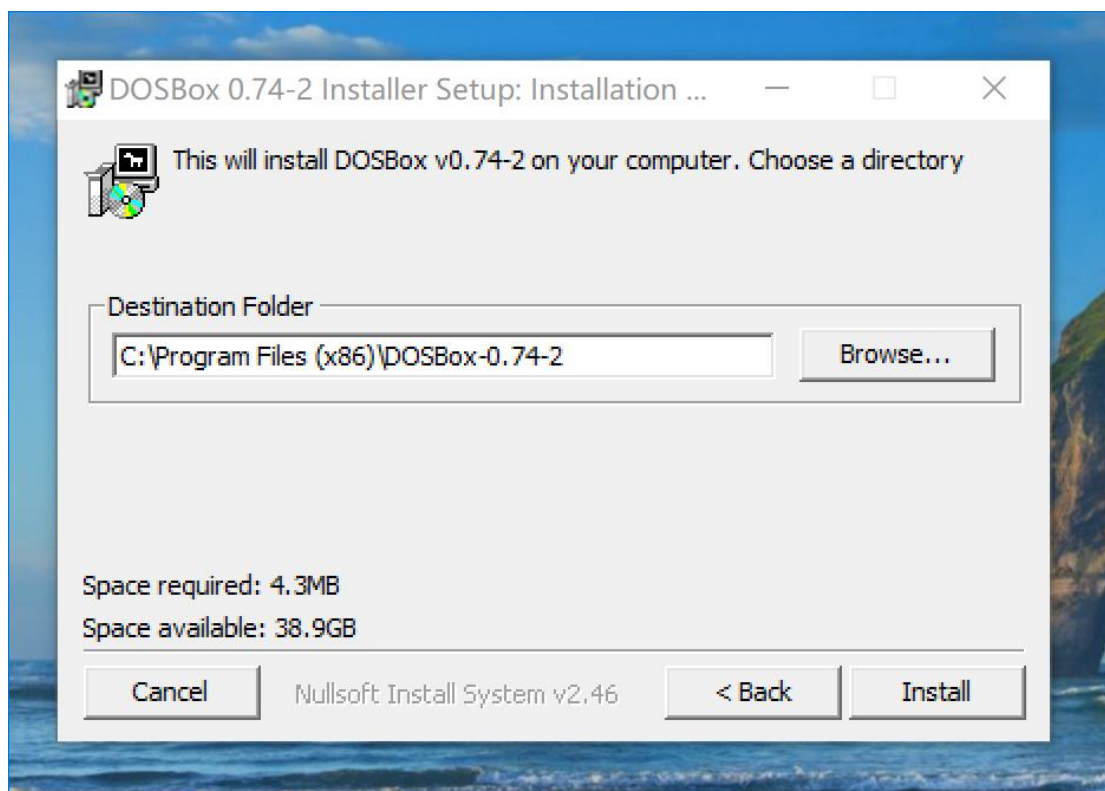 DOSBox 0.74-2 Installer Setup: Installation ...
This will install DOSBox v0.74-2 on your computer. Choose a directory
Destination Folder
C:\Program Files (x86)\DOSBox-0.74-2
Browse...
Space required: 4.3MB
Space available: 38.9GB
Cancel
Nullsoft Install System v2.46
< Back
Install